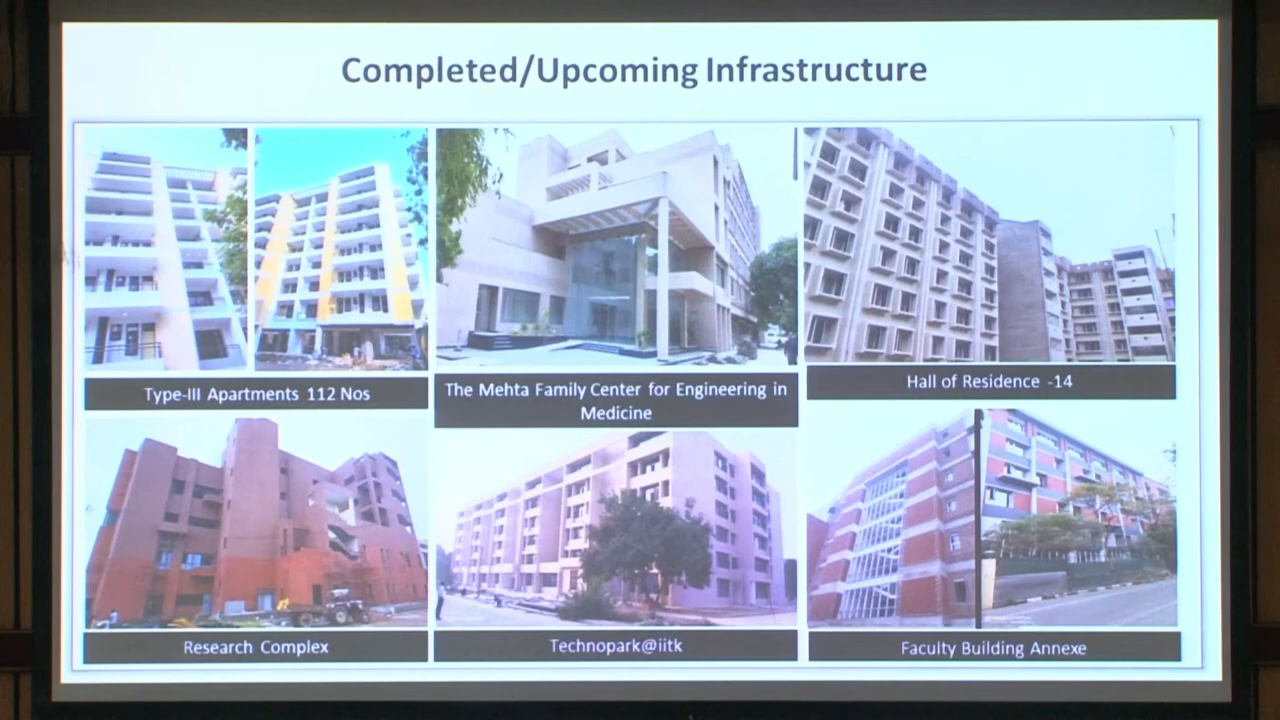 Completed/Upcoming Infrastructure
Type-III Apartments 112 Nos
The Mehta Family Center for Engineering in
Medicine
Hall of Residence -14
Research Complex
Technopark@iitk
Faculty Building Annexe